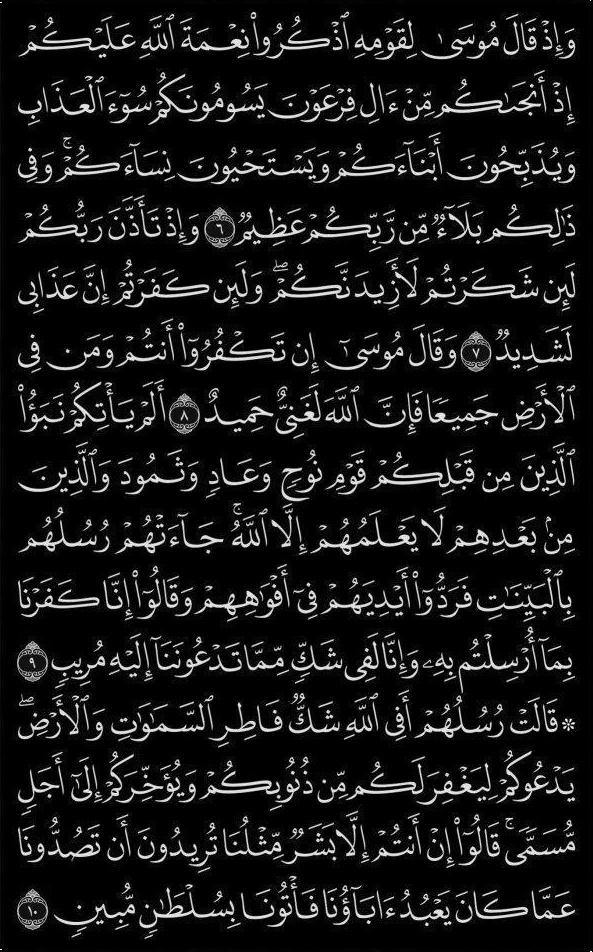 وَإِذْ قَالَ مُوسَىٰ لِقَوْمِهِ ٱذْكُرُوا۟ نِعْمَةَ ٱللَّهِ عَلَيْكُمْ
إِذْ أَنجَىٰكُم مِّنْ ءَالِ فِرْعَوْنَ يَسُومُونَكُمْ سُوٓءَ ٱلْعَذَابِ
وَيُذَبِّحُونَ أَبْنَآءَكُمْ وَيَسْتَحْيُونَ نِسَآءَكُمْ ۚ وَفِى
ذَٰلِكُم بَلَآءٌ مِّن رَّبِّكُمْ عَظِيمٌ ٦ وَإِذْ تَأَذَّنَ رَبُّكُمْ
لَئِن شَكَرْتُمْ لَأَزِيدَنَّكُمْ ۖ وَلَئِن كَفَرْتُمْ إِنَّ عَذَابِى
لَشَدِيدٌ ٧ وَقَالَ مُوسَىٰٓ إِن تَكْفُرُوٓا۟ أَنتُمْ وَمَن فِى
ٱلْأَرْضِ جَمِيعًا فَإِنَّ ٱللَّهَ لَغَنِىٌّ حَمِيدٌ ٨ أَلَمْ يَأْتِكُمْ نَبَؤُا۟
ٱلَّذِينَ مِن قَبْلِكُمْ قَوْمِ نُوحٍ وَعَادٍ وَثَمُودَ وَٱلَّذِينَ
مِنۢ بَعْدِهِمْ لَا يَعْلَمُهُمْ إِلَّا ٱللَّهُ ۚ جَآءَتْهُمْ رُسُلُهُم
بِٱلْبَيِّنَٰتِ فَرَدُّوٓا۟ أَيْدِيَهُمْ فِىٓ أَفْوَٰهِهِمْ وَقَالُوٓا۟ إِنَّا كَفَرْنَا
بِمَآ أُرْسِلْتُم بِهِۦ وَإِنَّا لَفِى شَكٍّ مِّمَّا تَدْعُونَنَآ إِلَيْهِ مُرِيبٍ ٩
۞ قَالَتْ رُسُلُهُمْ أَفِى ٱللَّهِ شَكٌّ فَاطِرِ ٱلسَّمَٰوَٰتِ وَٱلْأَرْضِ ۖ
يَدْعُوكُمْ لِيَغْفِرَ لَكُم مِّن ذُنُوبِكُمْ وَيُؤَخِّرَكُمْ إِلَىٰٓ أَجَلٍ
مُّسَمًّى ۚ قَالُوٓا۟ إِنْ أَنتُمْ إِلَّا بَشَرٌ مِّثْلُنَا تُرِيدُونَ أَن تَصُدُّونَا
عَمَّا كَانَ يَعْبُدُ ءَابَآؤُنَا فَأْتُونَا بِسُلْطَٰنٍ مُّبِينٍ ١٠